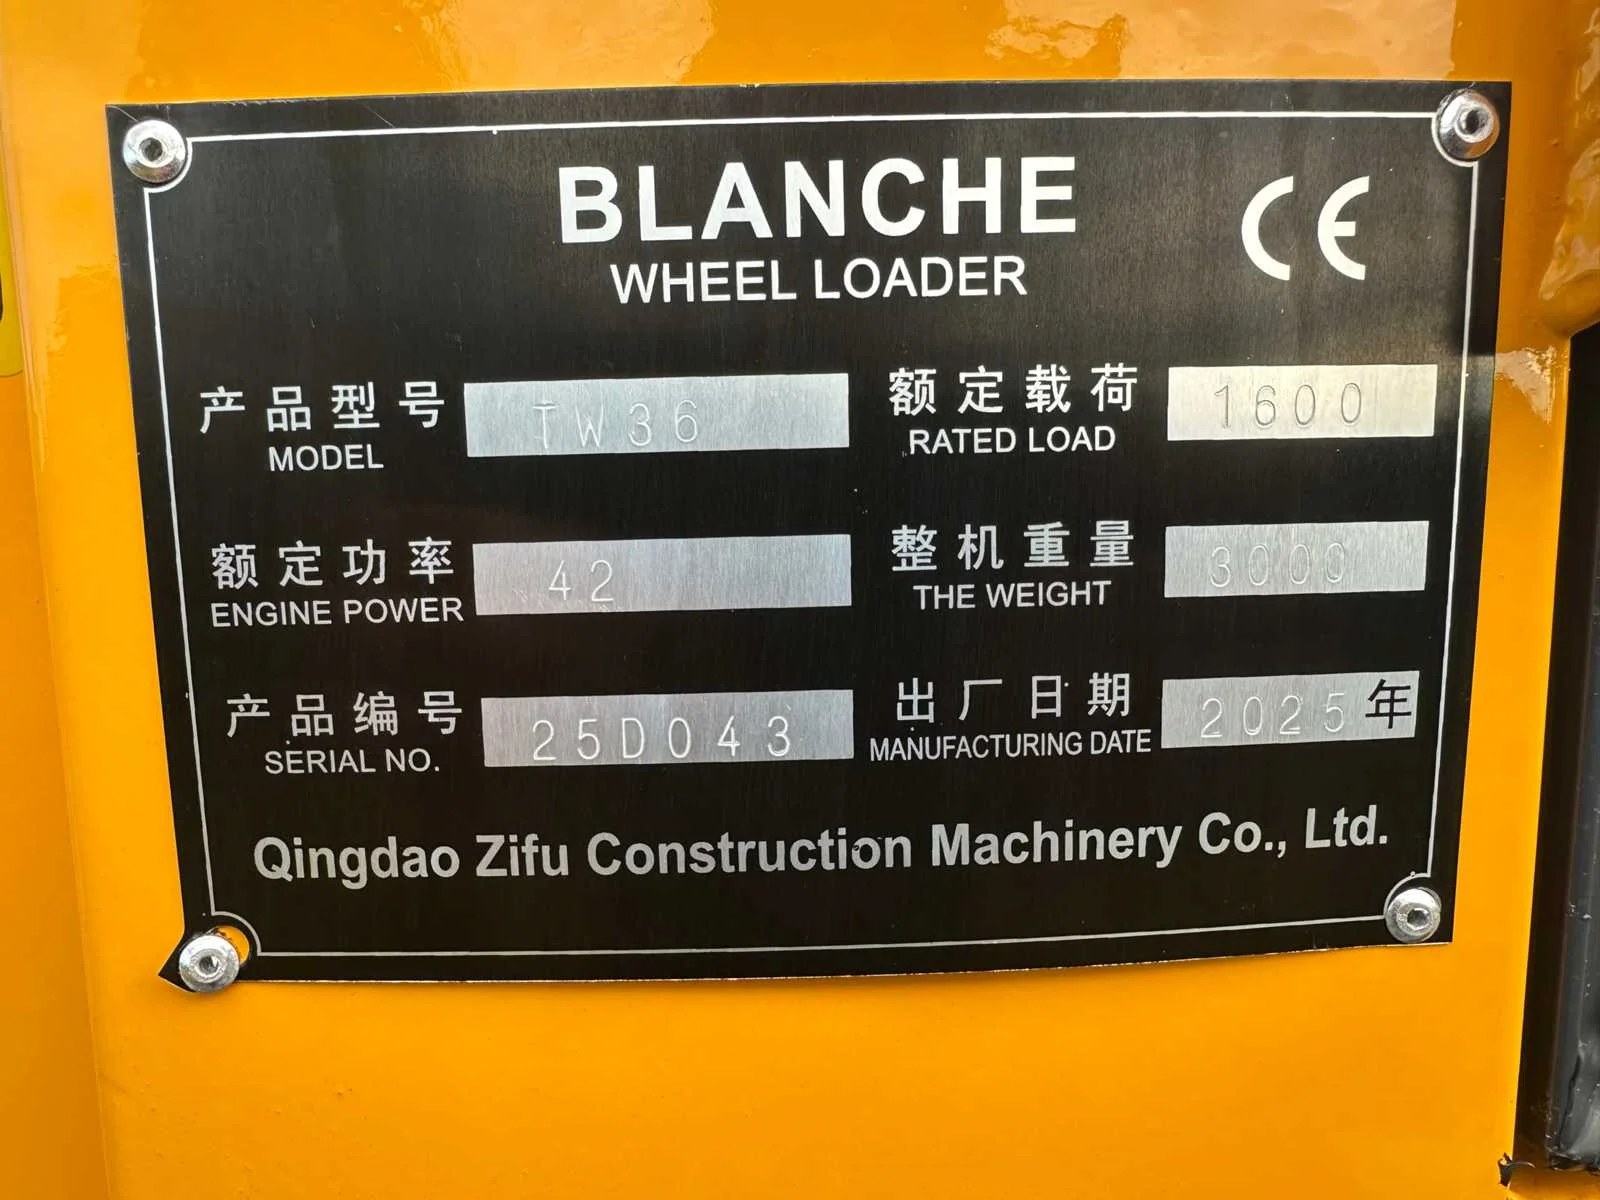 BLANCHE
CE
WHEEL LOADER
产品型号 TW36 额定载荷 1600
MODEL RATED LOAD
额定功率 42 整机重量 3000
ENGINE POWER THE WEIGHT
产品编号 25D043 出厂日期 2025年
SERIAL NO. MANUFACTURING DATE
Qingdao Zifu Construction Machinery Co., Ltd.